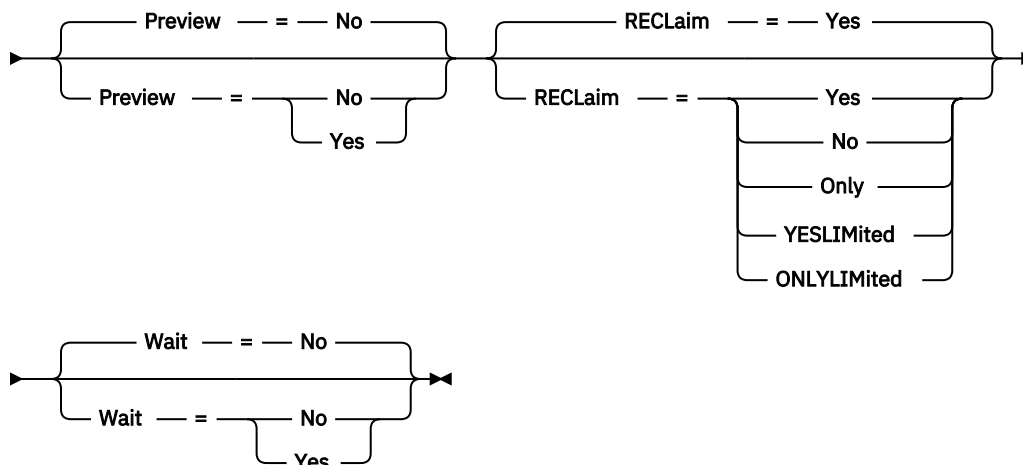 Preview = No RECLaim = Yes
Preview = No RECLaim = Yes
Yes No
Only
YESLIMited
ONLYLIMited
Wait = No
Wait = No
Yes